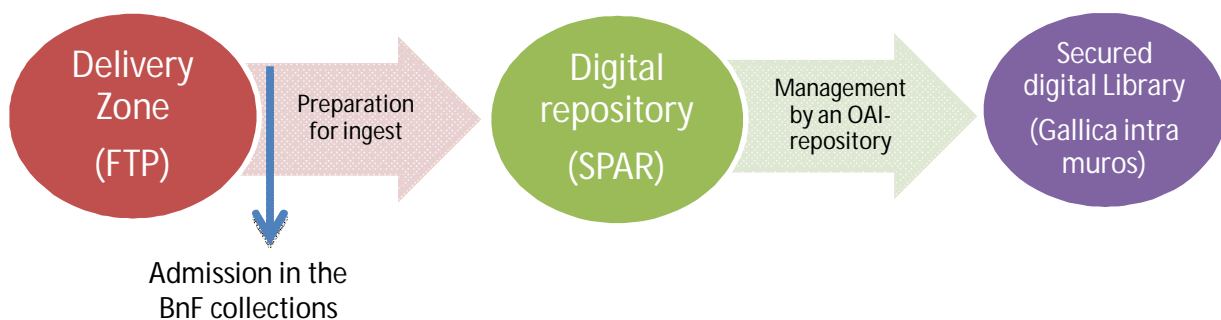 Delivery
Zone
(FTP)
Preparation
for ingest
Digital
repository
(SPAR)
Management
by an OAI-
repository
Secured
digital Library
(Gallica intra
muros)
Admission in the
BnF collections